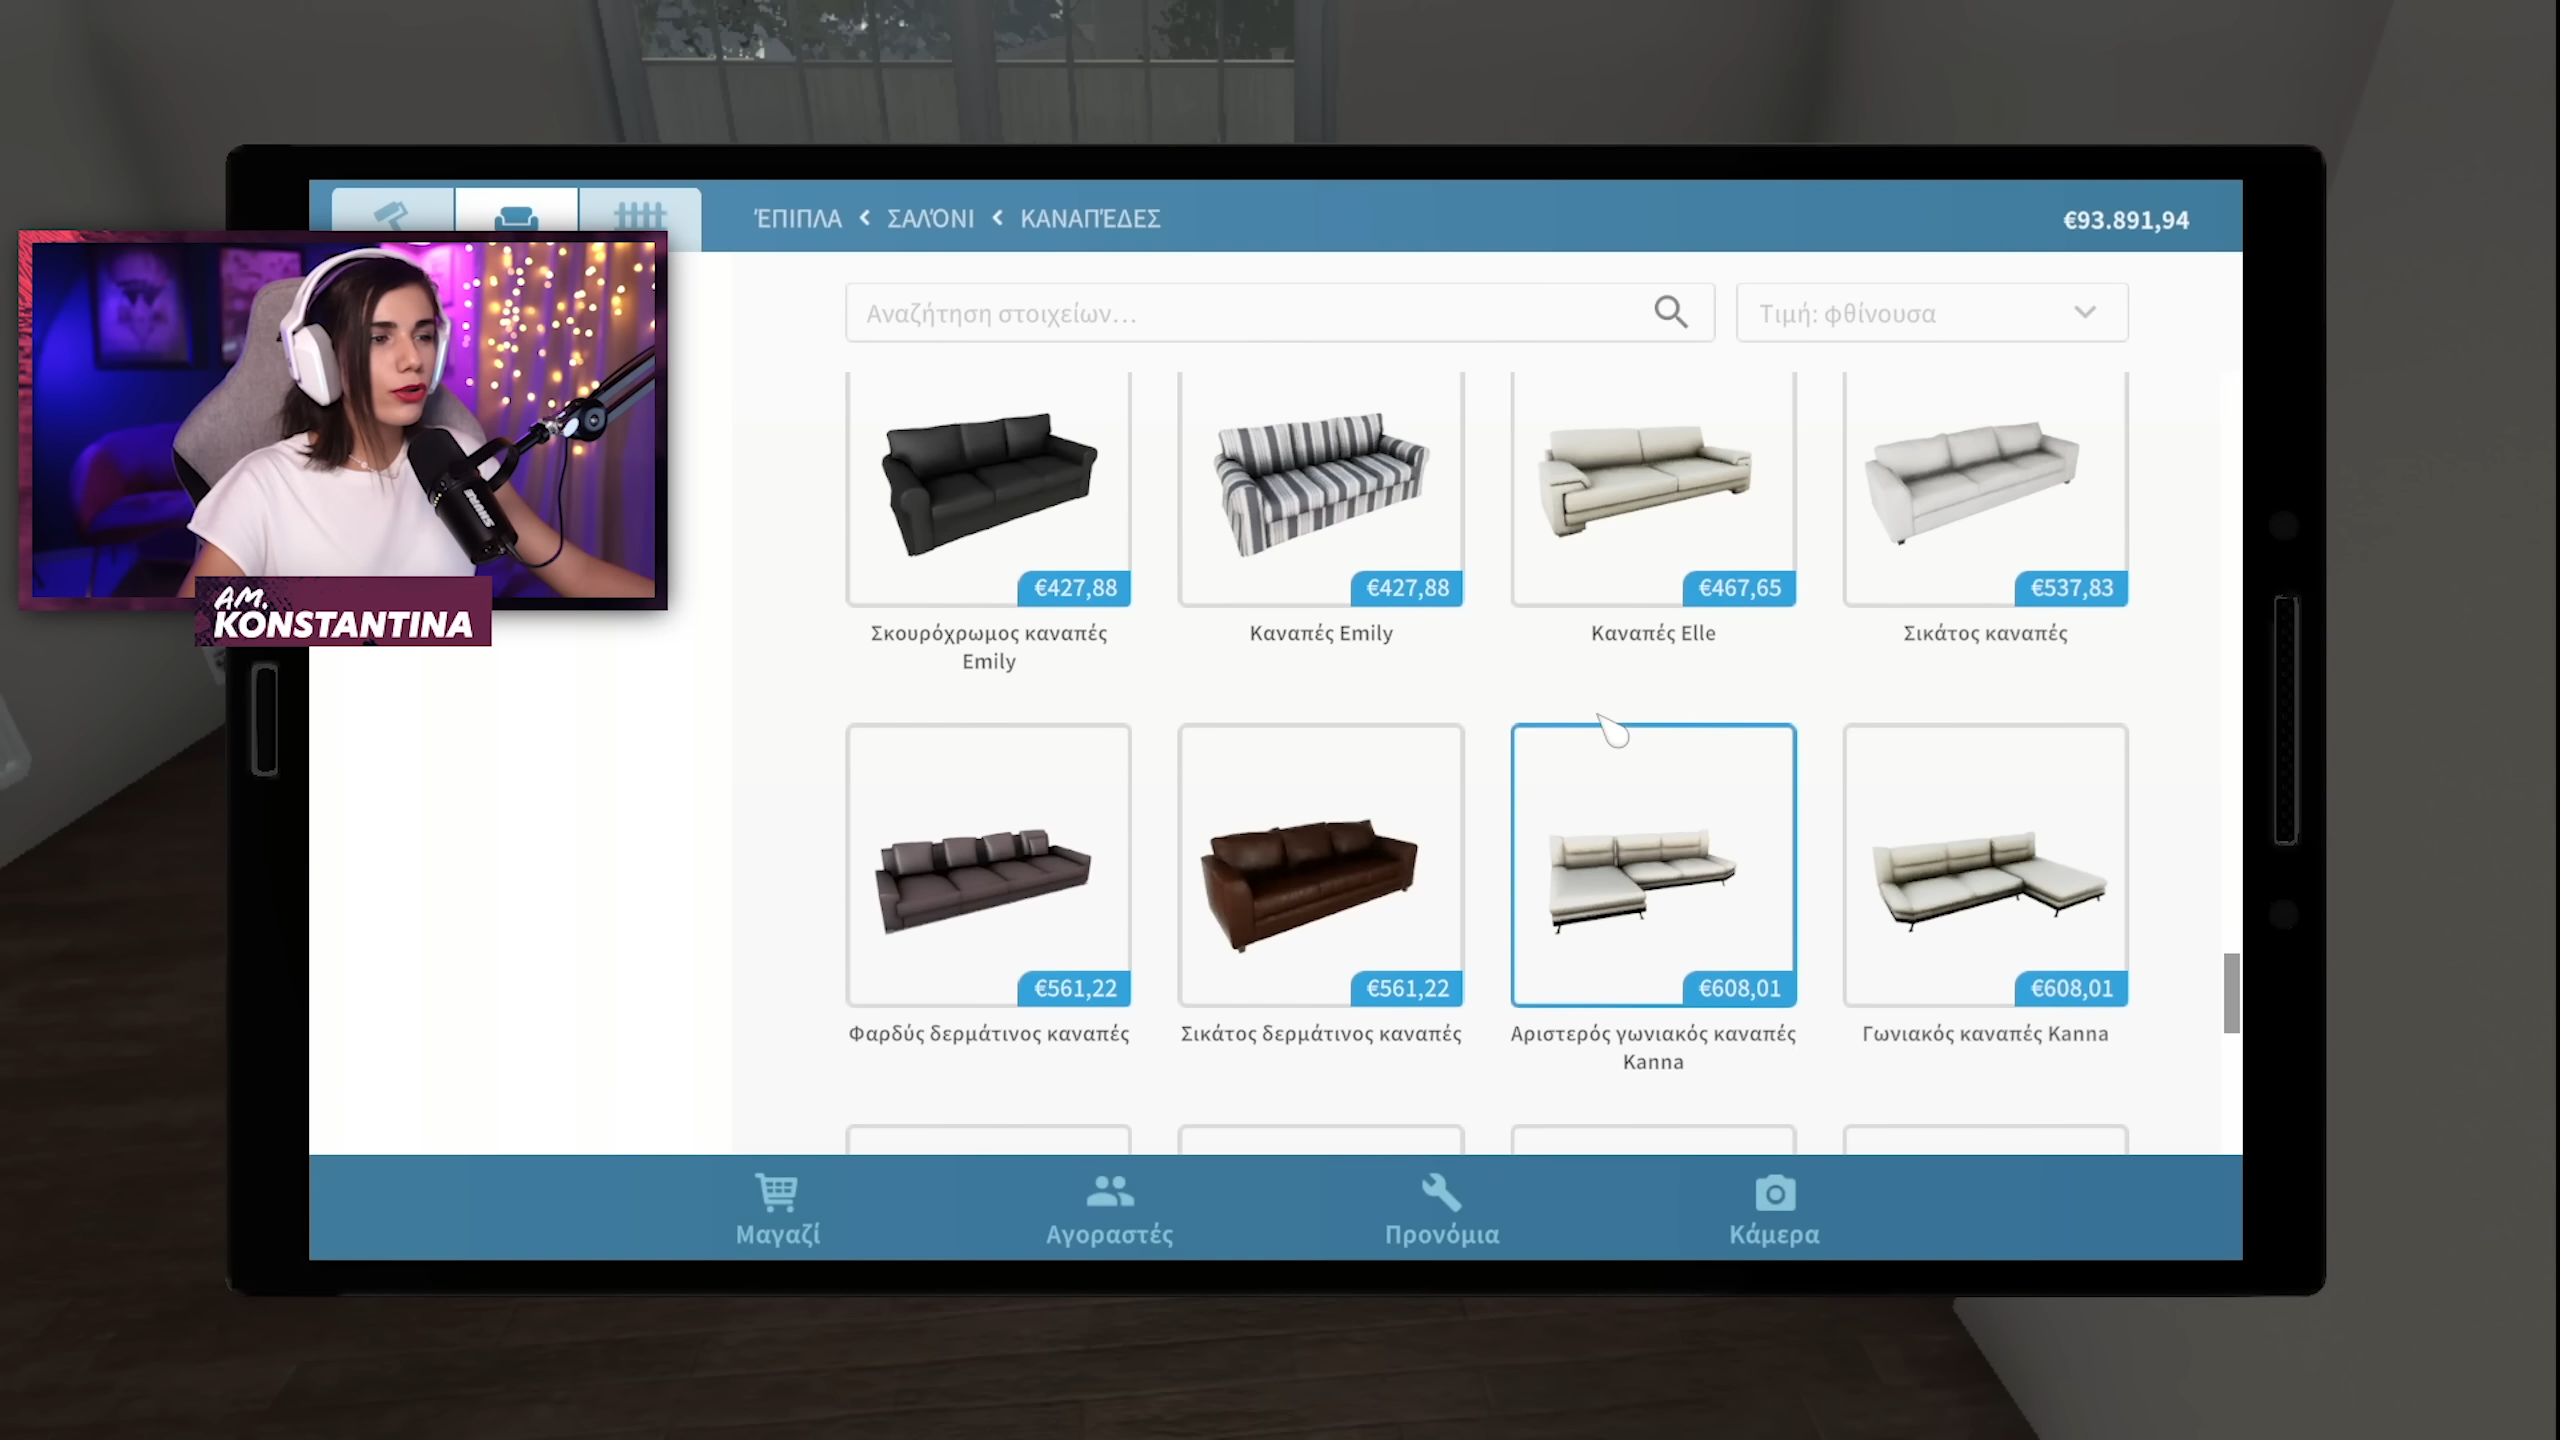 ΈΠΙΠΛΑ < ΣΑΛΌΝΙ < ΚΑΝΑΠΈΔΕΣ
€93.891,94
Αναζήτηση στοιχείων...
Τιμή: φθίνουσα
AM.
KONSTANTINA
€427,88
€427,88
€467,65
€537,83
Σκουρόχρωμος καναπές
Emily
Καναπές Emily
Καναπές Elle
Σικάτος καναπές
€561,22
€561,22
€608,01
€608,01
Φαρδύς δερμάτινος καναπές
Σικάτος δερμάτινος καναπές
Αριστερός γωνιακός καναπές
Kanna
Γωνιακός καναπές Kanna
Μαγαζί
Αγοραστές
Προνόμια
Κάμερα